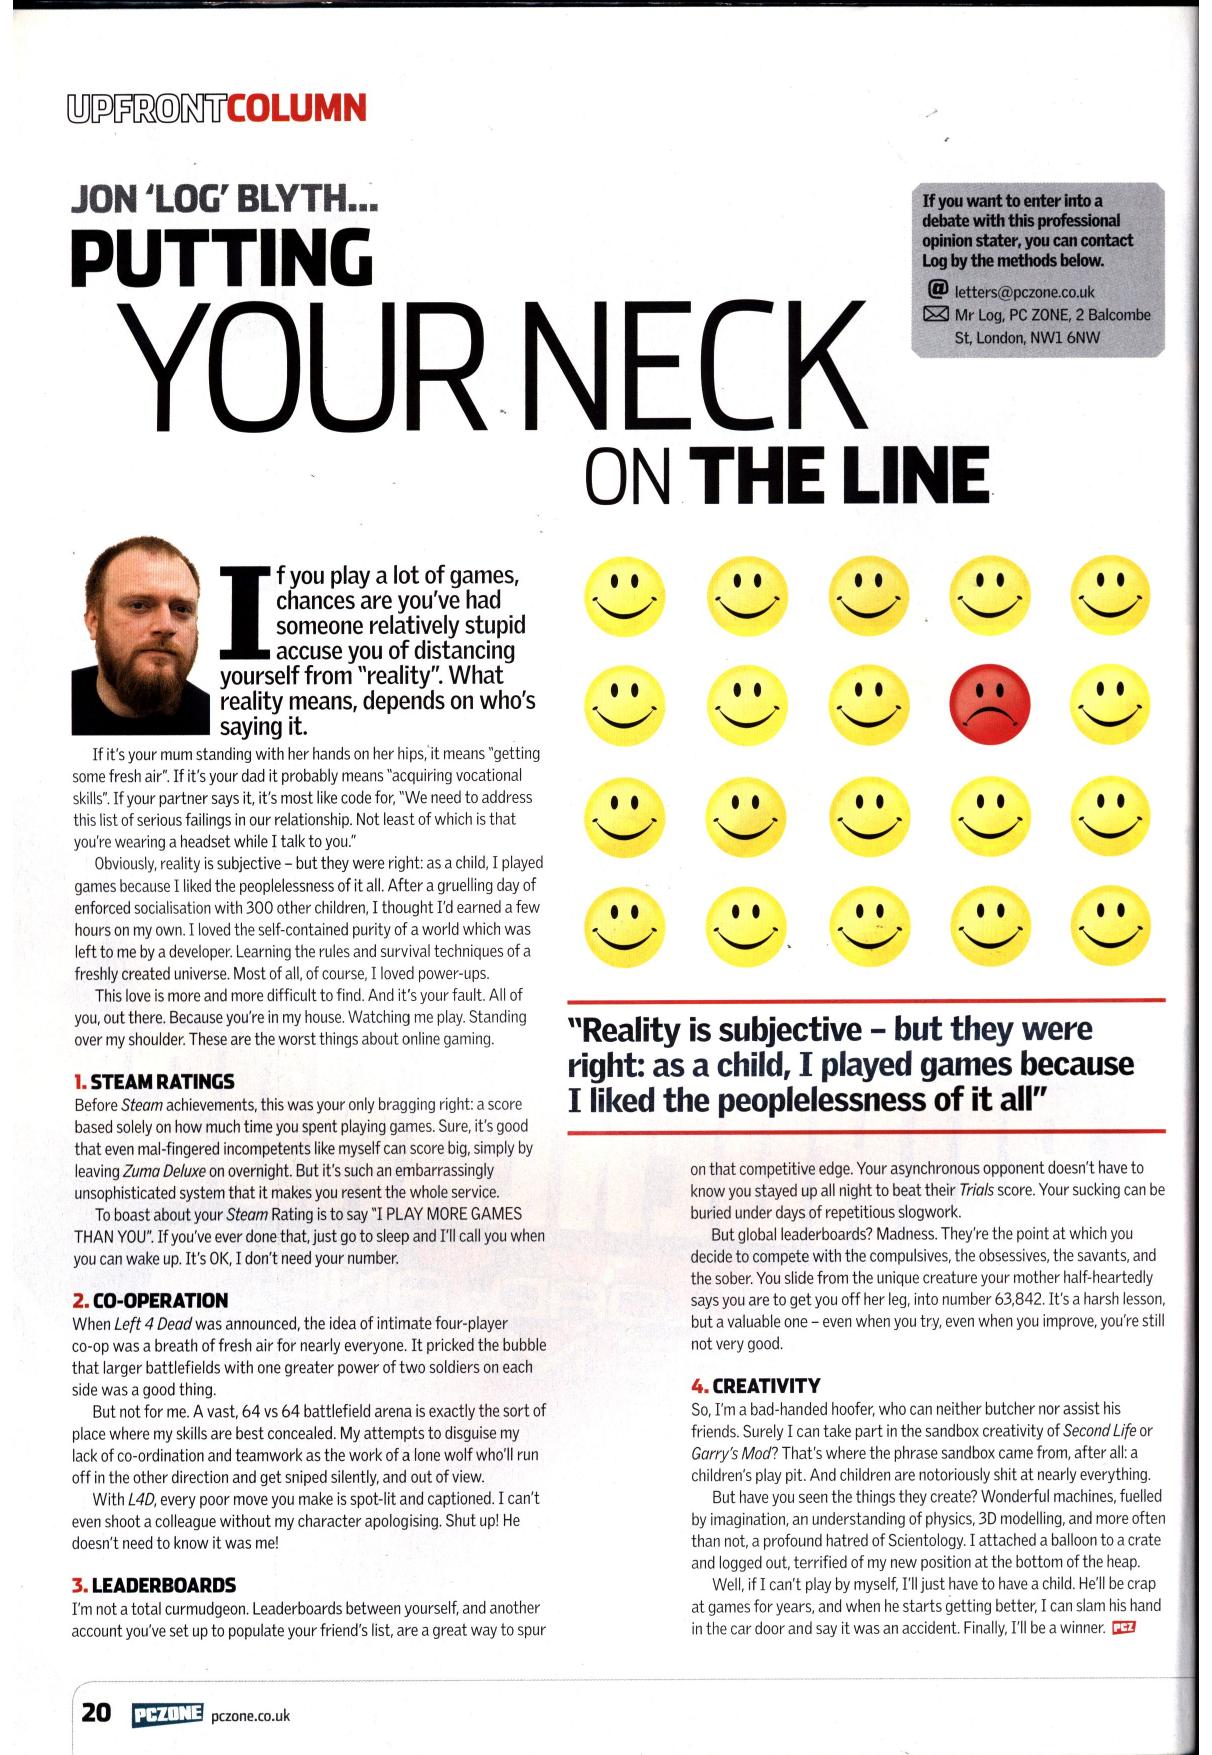 UPFRONTCOLUMN
JON 'LOG' BLYTH...
PUTTING
YOUR NECK
ON THE LINE
If you want to enter into a
debate with this professional
opinion stater, you can contact
Log by the methods below.
@ letters@pczone.co.uk
Mr Log, PC ZONE, 2 Balcombe
St, London, NW1 6NW
If you play a lot of games,
chances are you've had
someone relatively stupid
accuse you of distancing
yourself from "reality". What
reality means, depends on who's
saying it.
If it's your mum standing with her hands on her hips, it means "getting
some fresh air". If it's your dad it probably means "acquiring vocational
skills". If your partner says it, it's most like code for, "We need to address
this list of serious failings in our relationship. Not least of which is that
you're wearing a headset while I talk to you."
Obviously, reality is subjective – but they were right: as a child, I played
games because I liked the peoplelessness of it all. After a gruelling day of
enforced socialisation with 300 other children, I thought I'd earned a few
hours on my own. I loved the self-contained purity of a world which was
left to me by a developer. Learning the rules and survival techniques of a
freshly created universe. Most of all, of course, I loved power-ups.
This love is more and more difficult to find. And it's your fault. All of
you, out there. Because you're in my house. Watching me play. Standing
over my shoulder. These are the worst things about online gaming.
1. STEAM RATINGS
Before Steam achievements, this was your only bragging right: a score
based solely on how much time you spent playing games. Sure, it's good
that even mal-fingered incompetents like myself can score big, simply by
leaving Zuma Deluxe on overnight. But it's such an embarrassingly
unsophisticated system that it makes you resent the whole service.
To boast about your Steam Rating is to say "I PLAY MORE GAMES
THAN YOU". If you've ever done that, just go to sleep and I'll call you when
you can wake up. It's OK, I don't need your number.
2. CO-OPERATION
When Left 4 Dead was announced, the idea of intimate four-player
co-op was a breath of fresh air for nearly everyone. It pricked the bubble
that larger battlefields with one greater power of two soldiers on each
side was a good thing.
But not for me. A vast, 64 vs 64 battlefield arena is exactly the sort of
place where my skills are best concealed. My attempts to disguise my
lack of co-ordination and teamwork as the work of a lone wolf who'll run
off in the other direction and get sniped silently, and out of view.
With L4D, every poor move you make is spot-lit and captioned. I can't
even shoot a colleague without my character apologising. Shut up! He
doesn't need to know it was me!
3. LEADERBOARDS
I'm not a total curmudgeon. Leaderboards between yourself, and another
account you've set up to populate your friend's list, are a great way to spur
"Reality is subjective – but they were
right: as a child, I played games because
I liked the peoplelessness of it all"
on that competitive edge. Your asynchronous opponent doesn't have to
know you stayed up all night to beat their Trials score. Your sucking can be
buried under days of repetitious slogwork.
But global leaderboards? Madness. They're the point at which you
decide to compete with the compulsives, the obsessives, the savants, and
the sober. You slide from the unique creature your mother half-heartedly
says you are to get you off her leg, into number 63,842. It's a harsh lesson,
but a valuable one – even when you try, even when you improve, you're still
not very good.
4. CREATIVITY
So, I'm a bad-handed hoofer, who can neither butcher nor assist his
friends. Surely I can take part in the sandbox creativity of Second Life or
Garry's Mod? That's where the phrase sandbox came from, after all: a
children's play pit. And children are notoriously shit at nearly everything.
But have you seen the things they create? Wonderful machines, fuelled
by imagination, an understanding of physics, 3D modelling, and more often
than not, a profound hatred of Scientology. I attached a balloon to a crate
and logged out, terrified of my new position at the bottom of the heap.
Well, if I can't play by myself, I'll just have to have a child. He'll be crap
at games for years, and when he starts getting better, I can slam his hand
in the car door and say it was an accident. Finally, I'll be a winner. PCZ
20 PCZONE pczone.co.uk